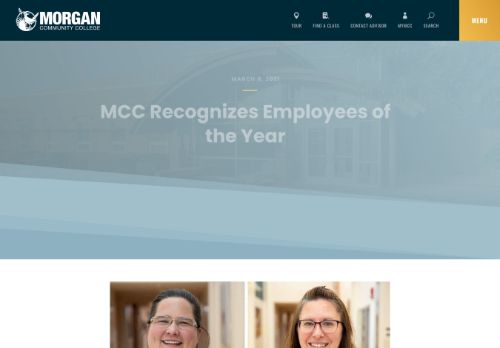 MORGAN
COMMUNITY COLLEGE
TOUR
FIND A CLASS
CONTACT ADVISOR
MYMCC
SEARCH
MENU
MARCH 8, 2021
MCC Recognizes Employees of
the Year